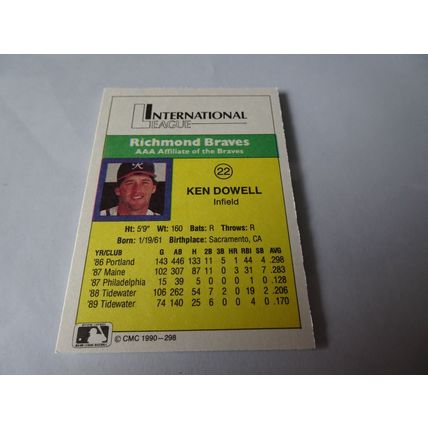 INTERNATIONAL
LEAGUE
Richmond Braves
AAA Affiliate of the Braves
22
KEN DOWELL
Infield
Ht: 5'9" Wt: 160 Bats: R Throws: R
Born: 1/19/61 Birthplace: Sacramento, CA
YR/CLUB G AB H 2B 3B HR RBI SB AVG
'86 Portland 143 446 133 11 5 1 44 4 .298
'87 Maine 102 307 87 11 0 3 31 7 .283
'87 Philadelphia 15 39 5 0 0 0 1 0 .128
'88 Tidewater 106 262 54 7 2 0 19 2 .206
'89 Tidewater 74 140 25 6 0 0 4 0 .170
© CMC 1990—298